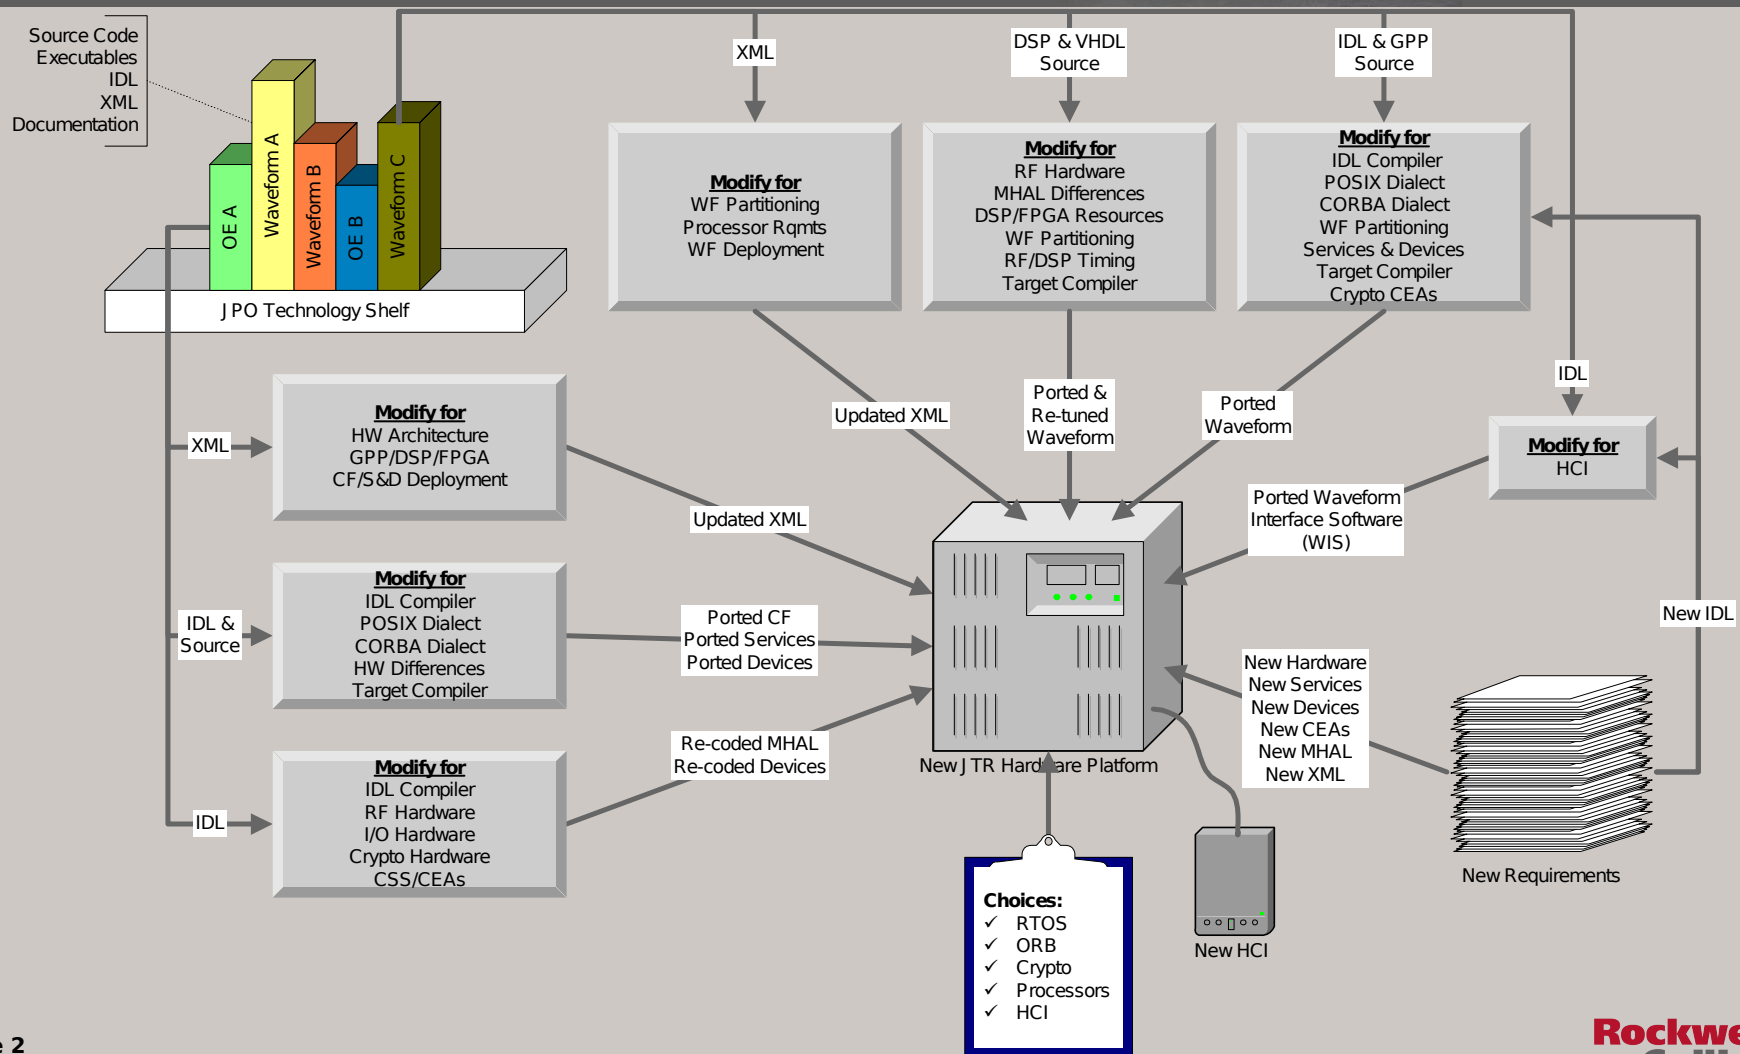 Source Code
Executables
IDL
XML
Documentation
OE A
Waveform A
Waveform B
OE B
Waveform C
JPO Technology Shelf
XML
DSP & VHDL
Source
IDL & GPP
Source
Modify for
WF Partitioning
Processor Rqmts
WF Deployment
Modify for
RF Hardware
MHAL Differences
DSP/FPGA Resources
WF Partitioning
RF/DSP Timing
Target Compiler
Modify for
IDL Compiler
POSIX Dialect
CORBA Dialect
WF Partitioning
Services & Devices
Target Compiler
Crypto CEAs
Updated XML
Ported &
Re-tuned
Waveform
Ported
Waveform
IDL
Modify for
HCI
XML
Modify for
HW Architecture
GPP/DSP/FPGA
CF/S&D Deployment
Updated XML
Ported Waveform
Interface Software
(WIS)
IDL &
Source
Modify for
IDL Compiler
POSIX Dialect
CORBA Dialect
HW Differences
Target Compiler
Ported CF
Ported Services
Ported Devices
New IDL
New Hardware
New Services
New Devices
New CEAs
New MHAL
New XML
IDL
Modify for
IDL Compiler
RF Hardware
I/O Hardware
Crypto Hardware
CSS/CEAs
Re-coded MHAL
Re-coded Devices
New JTR Hardware Platform
New Requirements
Choices:
✓ RTOS
✓ ORB
✓ Crypto
✓ Processors
✓ HCI
New HCI
2